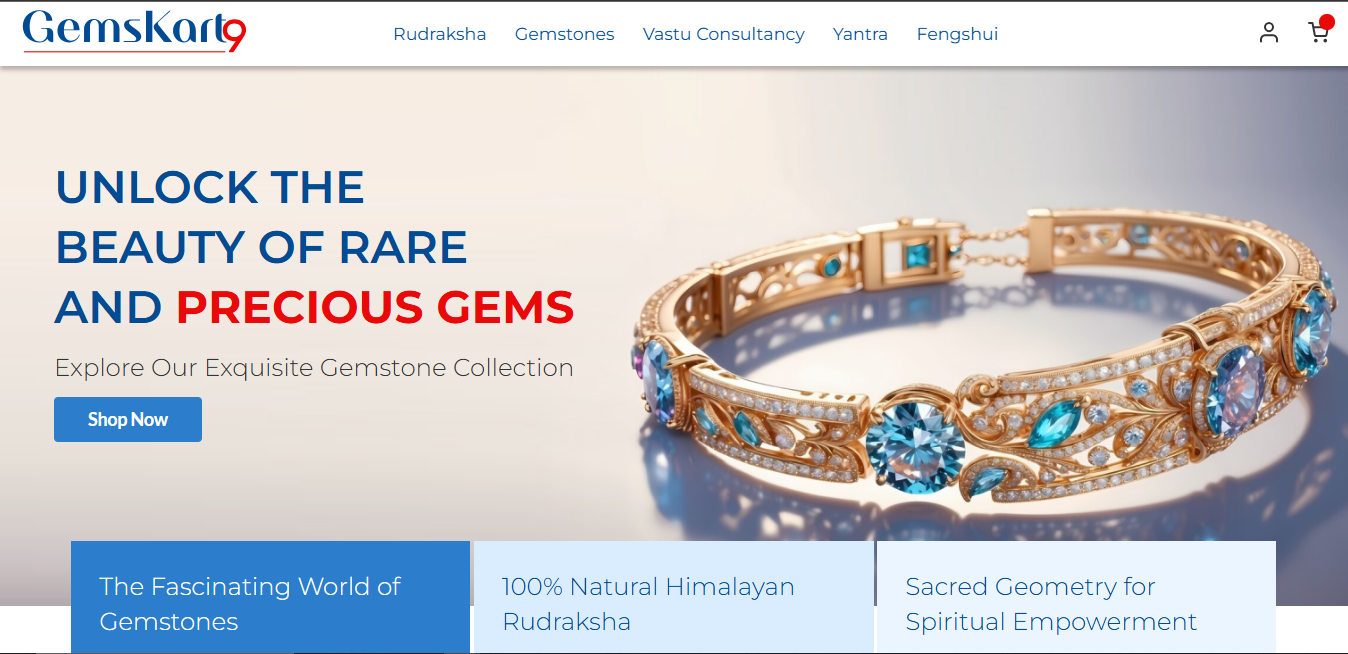 GemsKart9
Rudraksha Gemstones Vastu Consultancy Yantra Fengshui
UNLOCK THE
BEAUTY OF RARE
AND PRECIOUS GEMS
Explore Our Exquisite Gemstone Collection
Shop Now
The Fascinating World of
Gemstones
100% Natural Himalayan
Rudraksha
Sacred Geometry for
Spiritual Empowerment